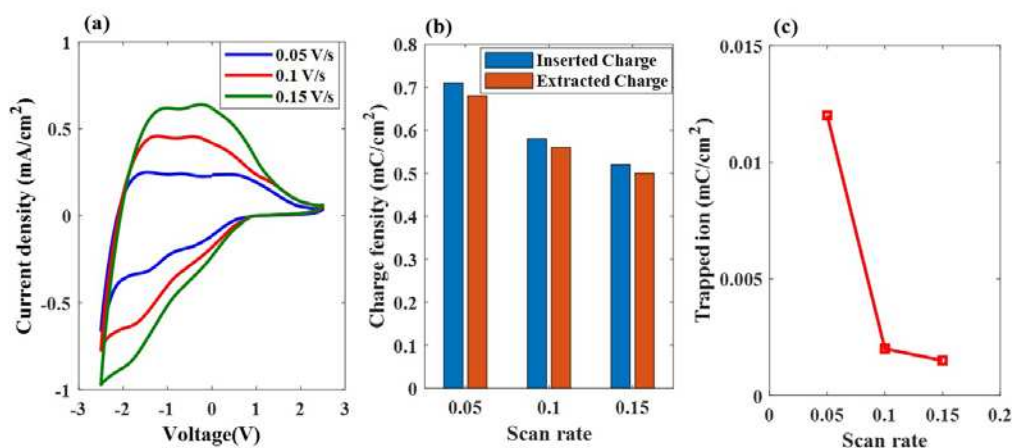 (a)
1
0.5
0
-0.5
-1
Current density (mA/cm²)
0.05 V/s
0.1 V/s
0.15 V/s
-3 -2 -1 0 1 2 3
Voltage(V)
(b)
0.8
0.7
0.6
0.5
0.4
0.3
0.2
0.1
0
Charge fensity (mC/cm²)
Inserted Charge
Extracted Charge
0.05 0.1 0.15
Scan rate
(c)
0.015
0.01
0.005
0
Trapped ion (mC/cm²)
0 0.05 0.1 0.15 0.2
Scan rate